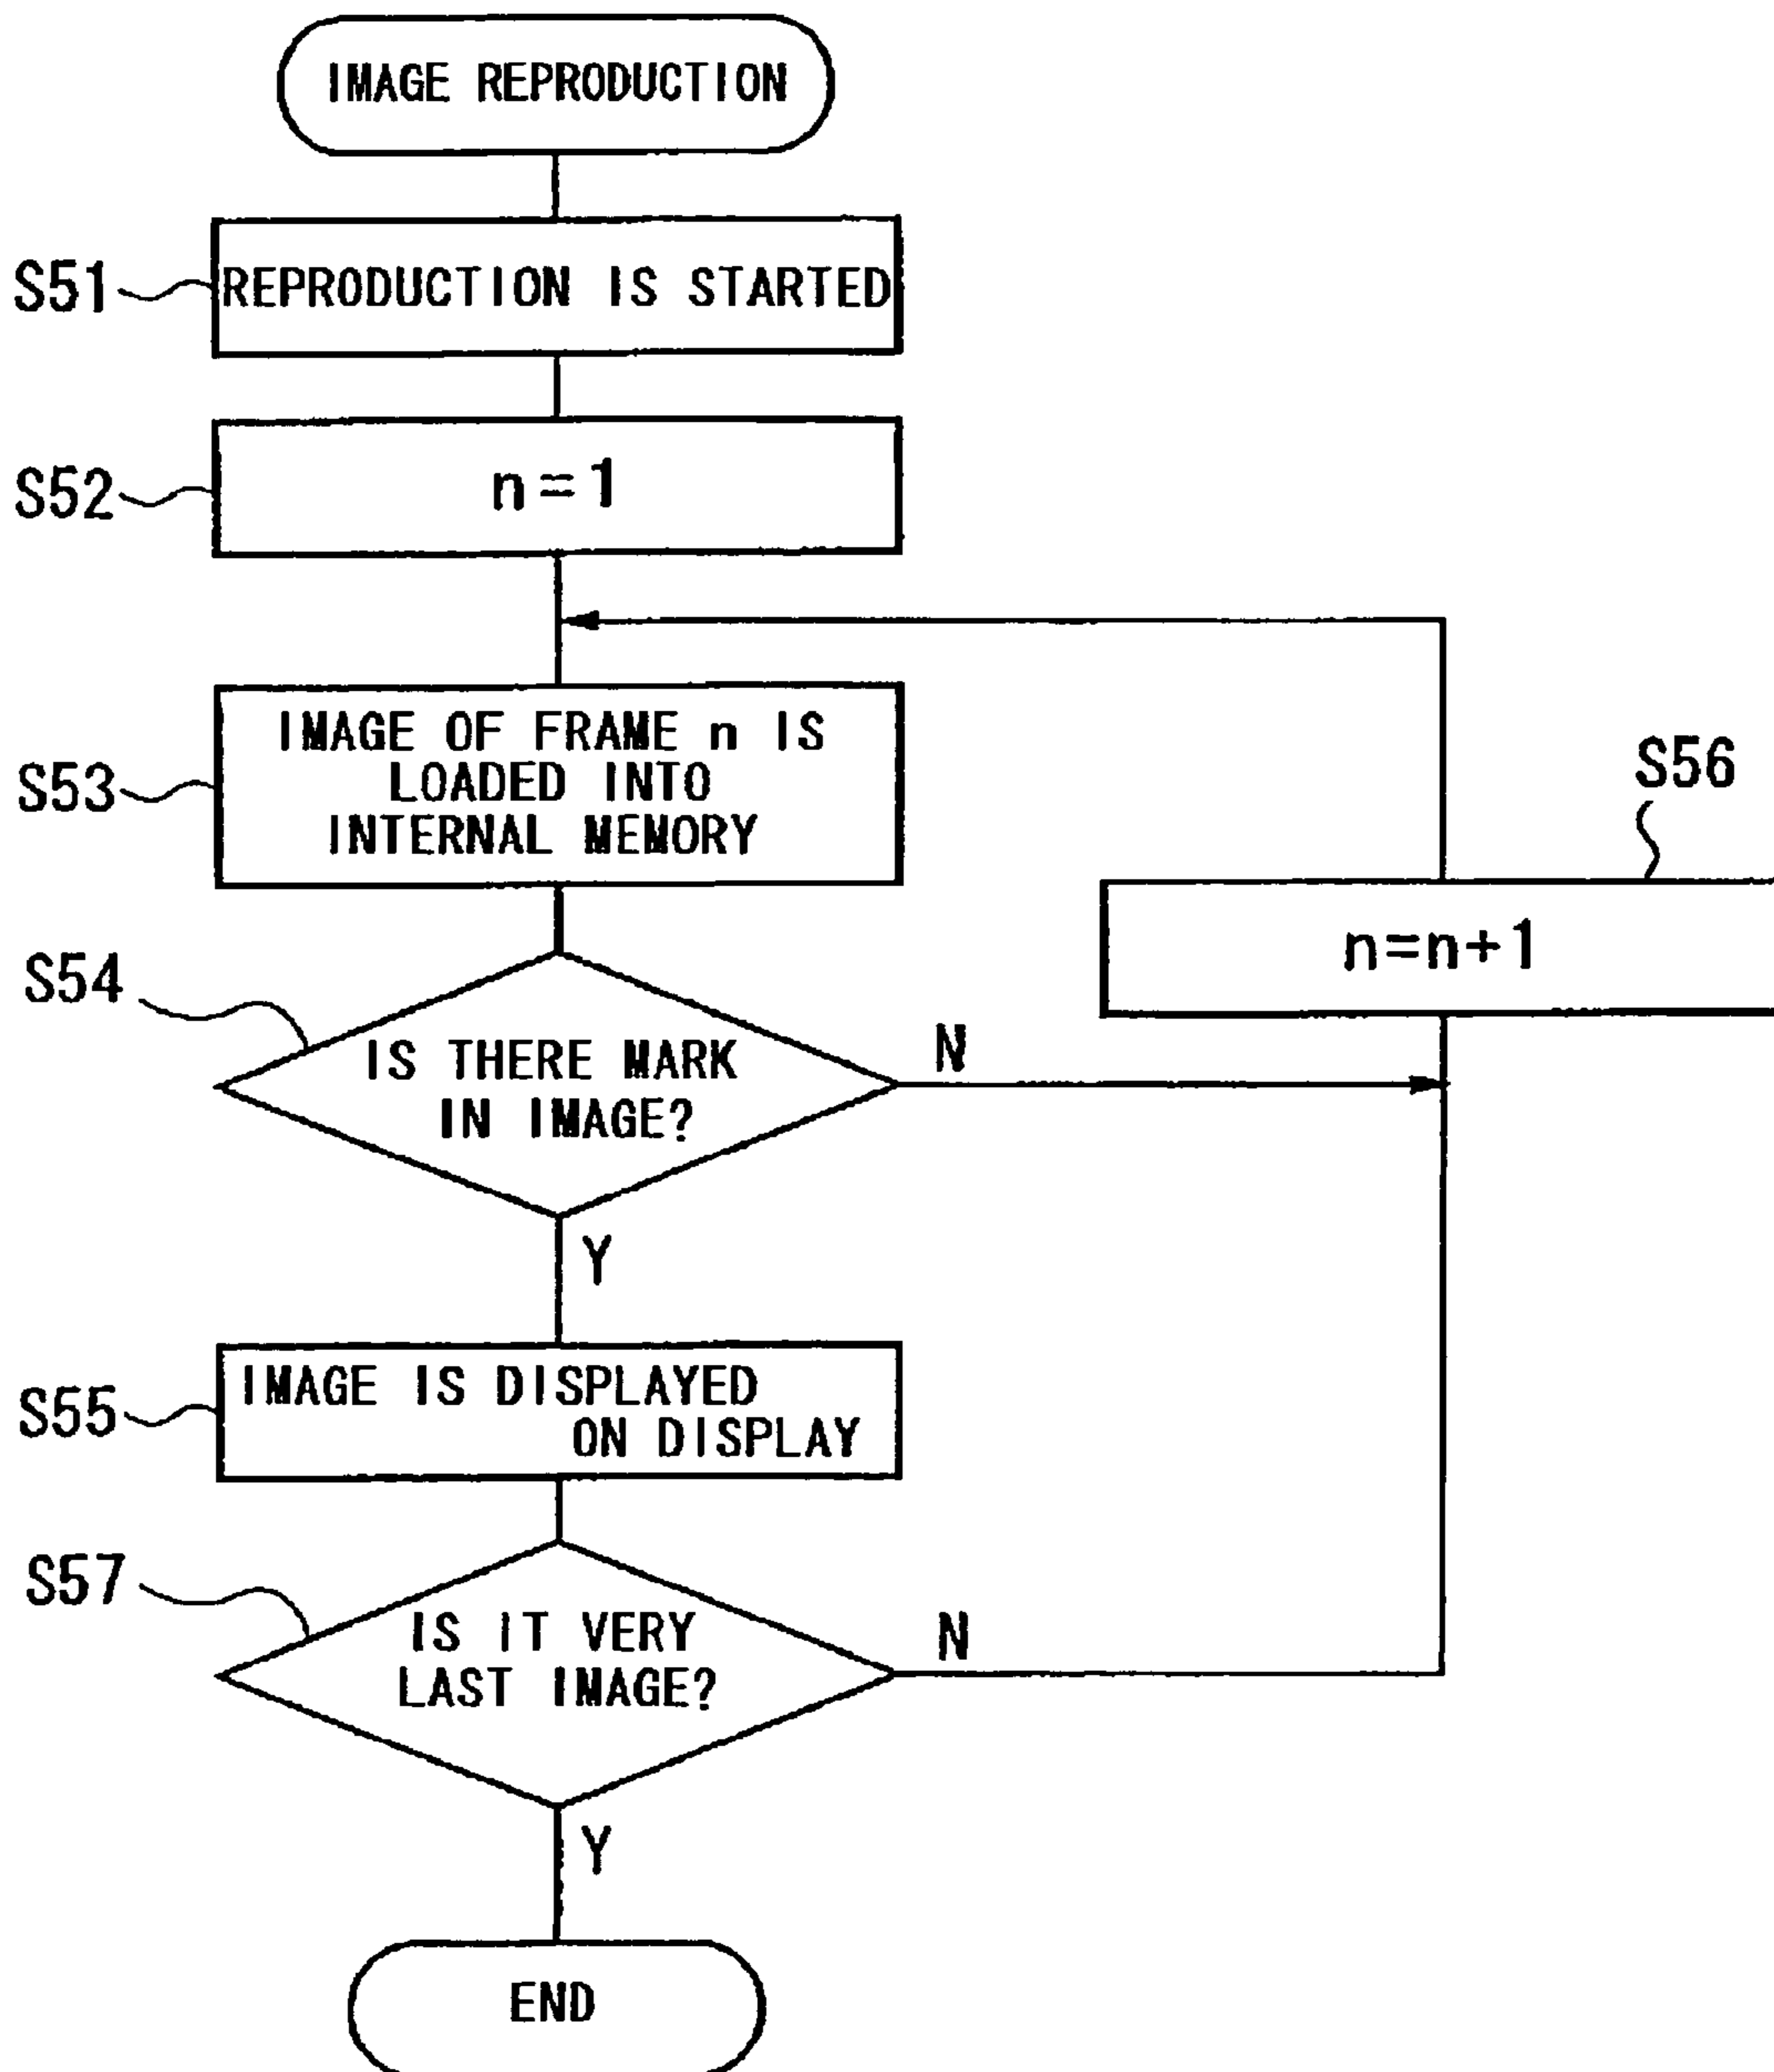 IMAGE REPRODUCTION
S51
REPRODUCTION IS STARTED
S52
n=1
S53
IMAGE OF FRAME n IS
LOADED INTO
INTERNAL MEMORY
S56
n=n+1
S54
IS THERE MARK
IN IMAGE?
N
Y
S55
IMAGE IS DISPLAYED
ON DISPLAY
S57
IS IT VERY
LAST IMAGE?
N
Y
END